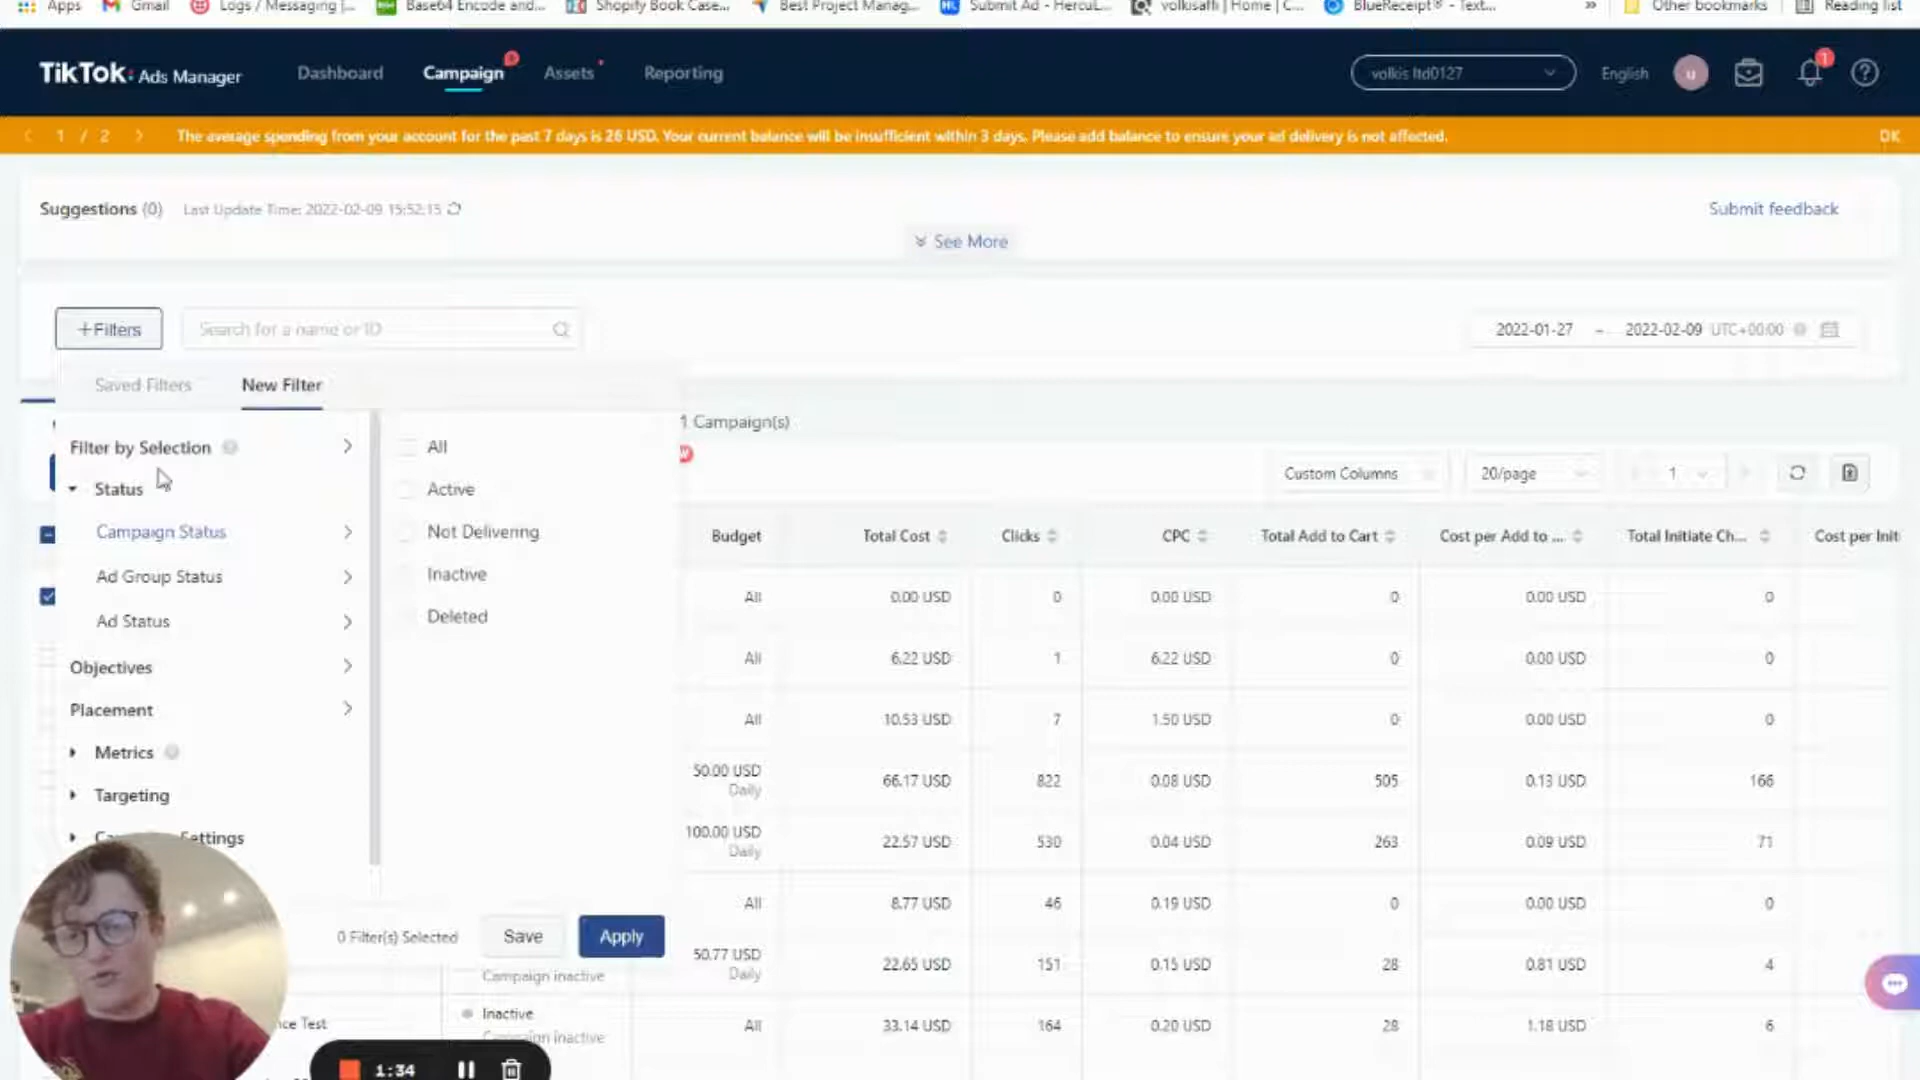 Apps
Gmail
Logs / Messaging |...
Base64 Encode and...
Shopify Book Case...
Best Project Manag...
Submit Ad - HercuL...
volkisaffi | Home | C...
BlueReceipt® - Text...
»
Other bookmarks
Reading list
TikTok: Ads Manager
Dashboard
Campaign
Assets
Reporting
volkis ltd0127
English
u
1
1 / 2
The average spending from your account for the past 7 days is 26 USD. Your current balance will be insufficient within 3 days. Please add balance to ensure your ad delivery is not affected.
OK
Suggestions (0)
Last Update Time: 2022-02-09 15:52:15
Submit feedback
See More
+Filters
Search for a name or ID
2022-01-27 – 2022-02-09 UTC+00:00
Saved Filters
New Filter
1 Campaign(s)
Filter by Selection
Status
Campaign Status
Ad Group Status
Ad Status
Objectives
Placement
Metrics
Targeting
ettings
All
Active
Not Delivering
Inactive
Deleted
0 Filter(s) Selected
Save
Apply
Custom Columns
20/page
1
Budget Total Cost Clicks CPC Total Add to Cart Cost per Add to ... Total Initiate Ch... Cost per Init
All 0.00 USD 0 0.00 USD 0 0.00 USD 0
All 6.22 USD 1 6.22 USD 0 0.00 USD 0
All 10.53 USD 7 1.50 USD 0 0.00 USD 0
50.00 USD Daily 66.17 USD 822 0.08 USD 505 0.13 USD 166
100.00 USD Daily 22.57 USD 530 0.04 USD 263 0.09 USD 71
All 8.77 USD 46 0.19 USD 0 0.00 USD 0
50.77 USD Daily 22.65 USD 151 0.15 USD 28 0.81 USD 4
All 33.14 USD 164 0.20 USD 28 1.18 USD 6
Campaign inactive
Inactive
Campaign inactive
nce Test
1:34